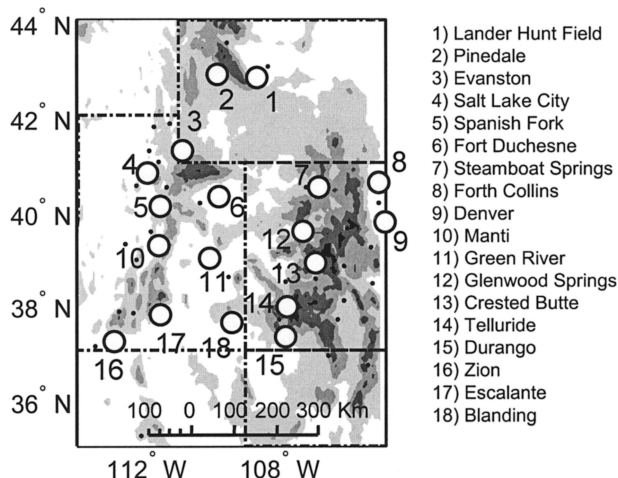 44° N
42° N
40° N
38° N
36° N
112° W
108° W
1
2
3
4
5
6
7
8
9
10
11
12
13
14
15
16
17
18
100 0 100 200 300 Km
1) Lander Hunt Field
2) Pinedale
3) Evanston
4) Salt Lake City
5) Spanish Fork
6) Fort Duchesne
7) Steamboat Springs
8) Forth Collins
9) Denver
10) Manti
11) Green River
12) Glenwood Springs
13) Crested Butte
14) Telluride
15) Durango
16) Zion
17) Escalante
18) Blanding